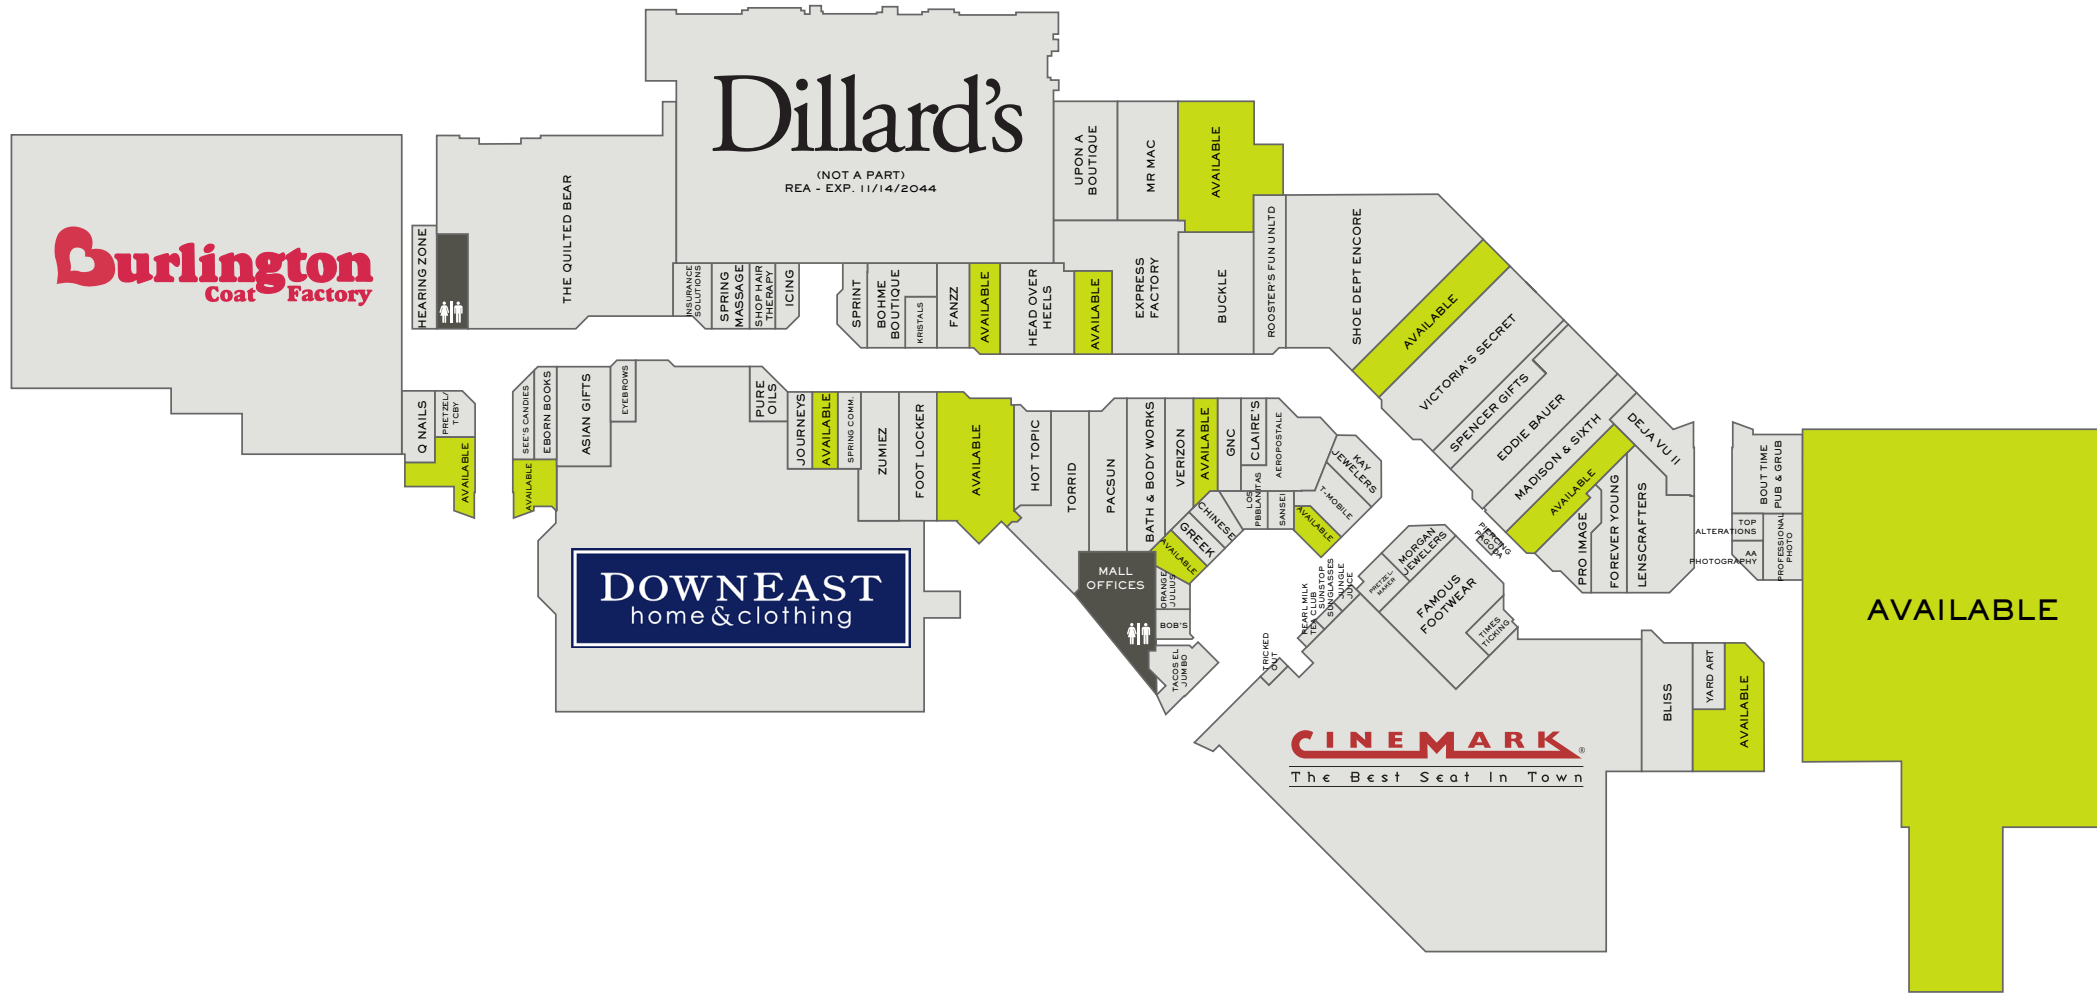 Dillard's
(NOT A PART)
REA - EXP. 11/14/2044
Burlington
Coat Factory
HEARING ZONE
THE QUILTED BEAR
INSURANCE
SOLUTIONS
SPRING
MASSAGE
SHOP HAIR
THERAPY
ICING
SPRINT
BOHME
BOUTIQUE
KRISTALS
FANZZ
AVAILABLE
HEAD OVER
HEELS
AVAILABLE
UPON A
BOUTIQUE
MR MAC
AVAILABLE
EXPRESS
FACTORY
BUCKLE
ROOSTER'S FUN UNLTD
SHOE DEPT ENCORE
AVAILABLE
VICTORIA'S SECRET
SPENCER GIFTS
EDDIE BAUER
MADISON & SIXTH
AVAILABLE
DEJA VU II
PRO IMAGE
FOREVER YOUNG
LENSCRAFTERS
BOUT TIME
PUB & GRUB
TOP
ALTERATIONS
AA
PHOTOGRAPHY
PROFESSIONAL
PHOTO
AVAILABLE
Q NAILS
PRETZEL/
TCBY
AVAILABLE
SEE'S CANDIES
EBORN BOOKS
AVAILABLE
ASIAN GIFTS
EYEBROWS
PURE
OILS
JOURNEYS
AVAILABLE
SPRING COMM.
ZUMIEZ
FOOT LOCKER
AVAILABLE
HOT TOPIC
TORRID
PACSUN
BATH & BODY WORKS
VERIZON
AVAILABLE
GNC
CLAIRE'S
AEROPOSTALE
KAY
JEWELERS
T-MOBILE
AVAILABLE
SANSEI
LOS
PBBLANITAS
CHINESE
GREEK
AVAILABLE
ORANGE
JULIUS
BOB'S
TACOS EL
JUMBO
MALL
OFFICES
DOWNEAST
home & clothing
TRICKED
OUT
PEARL MILK
TEA CLUB
SUNSTOP
SUNGLASSES
JUNGLE
JUICE
PRETZEL-
MAKER
MORGAN
JEWELERS
PIERCING
PAGODA
FAMOUS
FOOTWEAR
TIMES
TICKING
CINEMARK®
The Best Seat In Town
BLISS
YARD ART
AVAILABLE